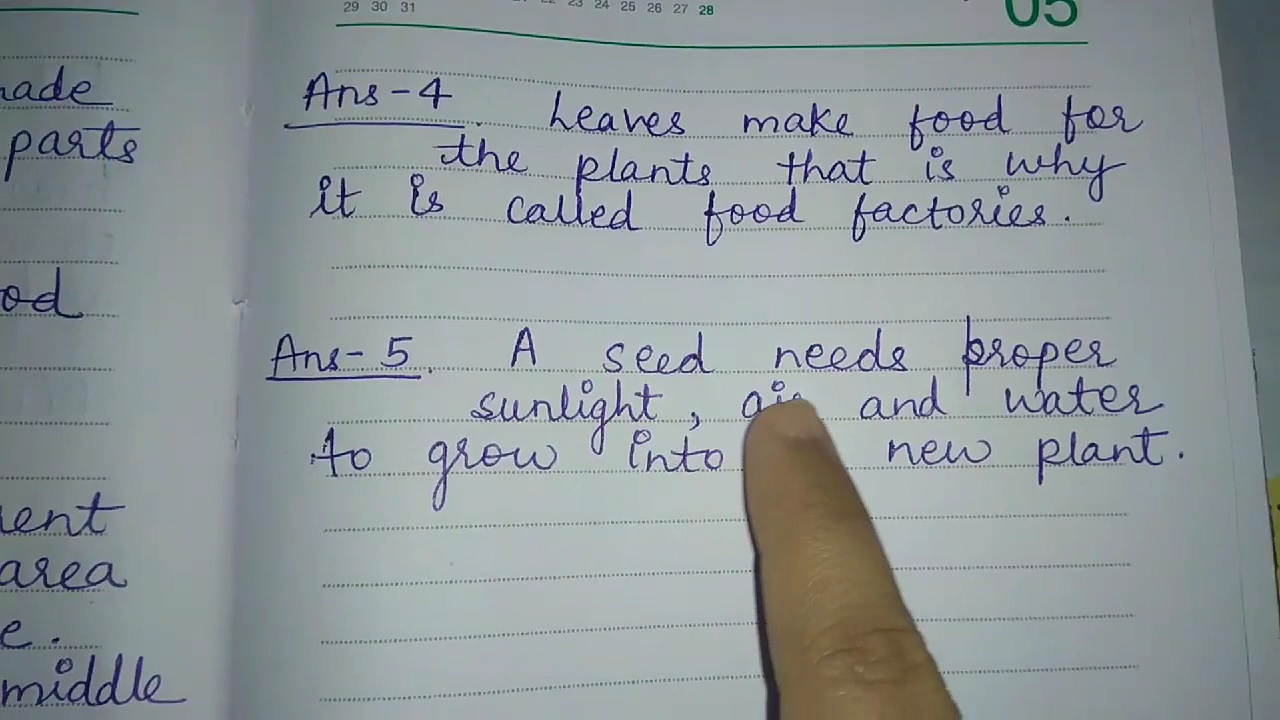 29 30 31
23 24 25 26 27 28
05
ade
parts
od
ent
area
e.
middle
Ans-4. Leaves make food for
the plants that is why
it is called food factories.
Ans-5. A seed needs proper
sunlight, air and water
to grow into new plant.